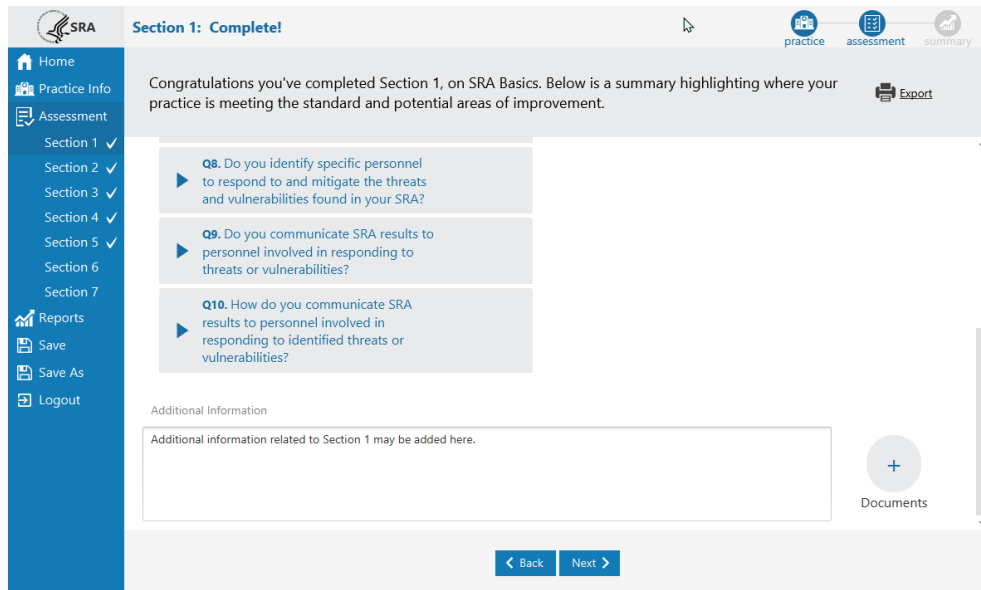 SRA
Section 1: Complete!
practice
assessment
summary
Home
Practice Info
Assessment
Section 1
Section 2
Section 3
Section 4
Section 5
Section 6
Section 7
Reports
Save
Save As
Logout
Congratulations you've completed Section 1, on SRA Basics. Below is a summary highlighting where your
practice is meeting the standard and potential areas of improvement.
Export
Q8. Do you identify specific personnel
to respond to and mitigate the threats
and vulnerabilities found in your SRA?
Q9. Do you communicate SRA results to
personnel involved in responding to
threats or vulnerabilities?
Q10. How do you communicate SRA
results to personnel involved in
responding to identified threats or
vulnerabilities?
Additional Information
Additional information related to Section 1 may be added here.
Documents
Back
Next